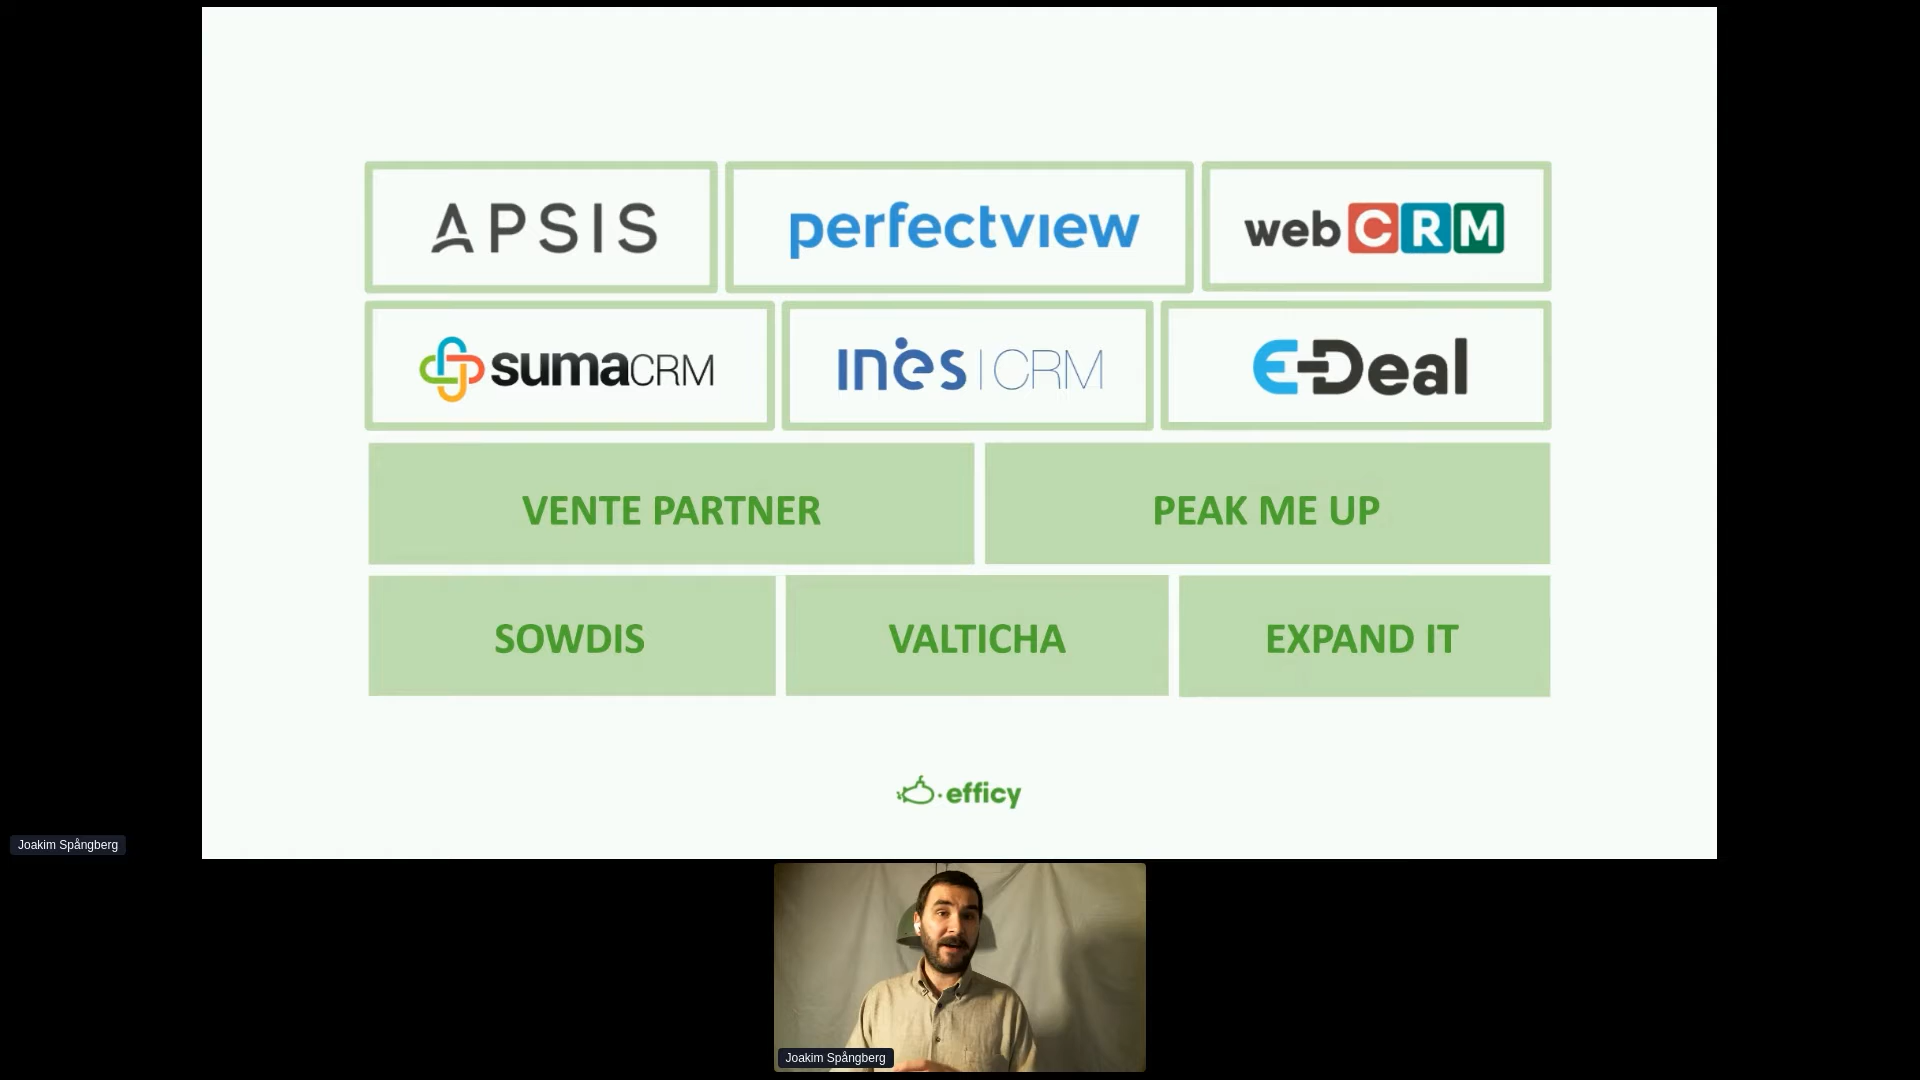 APSIS
perfectview
webCRM
sumaCRM
ınès | CRM
E-Deal
VENTE PARTNER
PEAK ME UP
SOWDIS
VALTICHA
EXPAND IT
efficy
Joakim Spångberg
Joakim Spångberg